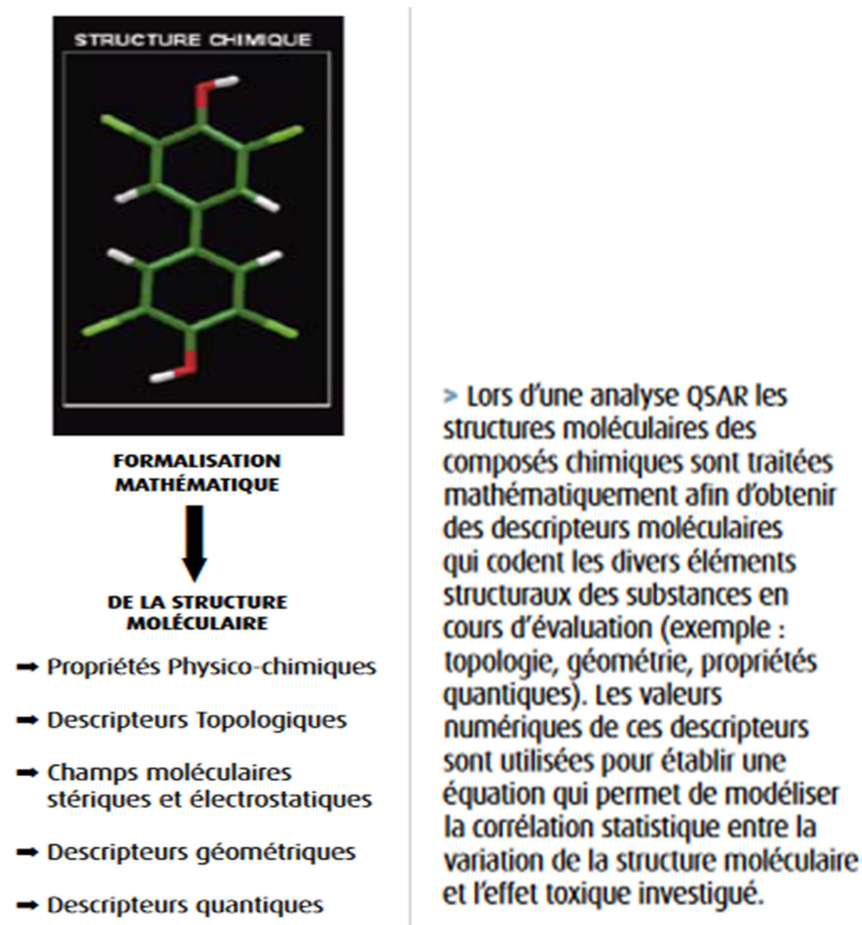 STRUCTURE CHIMIQUE
FORMALISATION
MATHÉMATIQUE
DE LA STRUCTURE
MOLÉCULAIRE
➡ Propriétés Physico-chimiques
➡ Descripteurs Topologiques
➡ Champs moléculaires
stériques et électrostatiques
➡ Descripteurs géométriques
➡ Descripteurs quantiques
> Lors d'une analyse QSAR les
structures moléculaires des
composés chimiques sont traitées
mathématiquement afin d'obtenir
des descripteurs moléculaires
qui codent les divers éléments
structuraux des substances en
cours d'évaluation (exemple :
topologie, géométrie, propriétés
quantiques). Les valeurs
numériques de ces descripteurs
sont utilisées pour établir une
équation qui permet de modéliser
la corrélation statistique entre la
variation de la structure moléculaire
et l'effet toxique investigué.